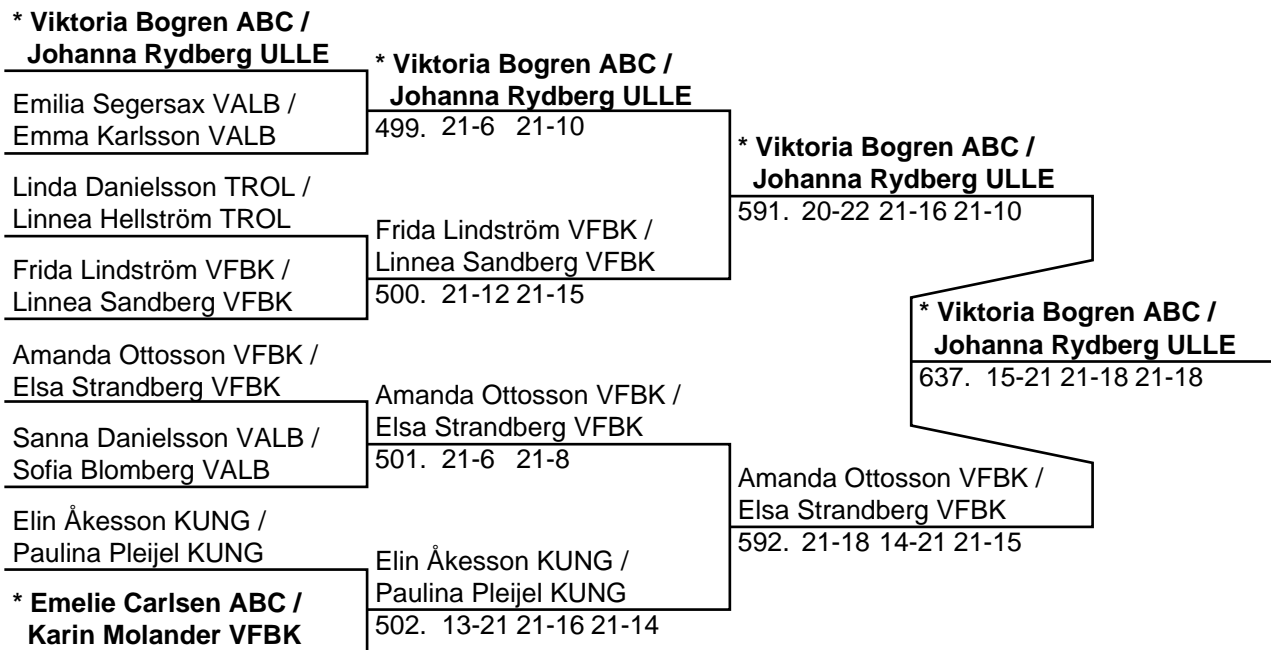 * Viktoria Bogren ABC /
Johanna Rydberg ULLE
Emilia Segersax VALB /
Emma Karlsson VALB
Linda Danielsson TROL /
Linnea Hellström TROL
Frida Lindström VFBK /
Linnea Sandberg VFBK
Amanda Ottosson VFBK /
Elsa Strandberg VFBK
Sanna Danielsson VALB /
Sofia Blomberg VALB
Elin Åkesson KUNG /
Paulina Pleijel KUNG
* Emelie Carlsen ABC /
Karin Molander VFBK
* Viktoria Bogren ABC /
Johanna Rydberg ULLE
499. 21-6 21-10
Frida Lindström VFBK /
Linnea Sandberg VFBK
500. 21-12 21-15
Amanda Ottosson VFBK /
Elsa Strandberg VFBK
501. 21-6 21-8
Elin Åkesson KUNG /
Paulina Pleijel KUNG
502. 13-21 21-16 21-14
* Viktoria Bogren ABC /
Johanna Rydberg ULLE
591. 20-22 21-16 21-10
Amanda Ottosson VFBK /
Elsa Strandberg VFBK
592. 21-18 14-21 21-15
* Viktoria Bogren ABC /
Johanna Rydberg ULLE
637. 15-21 21-18 21-18